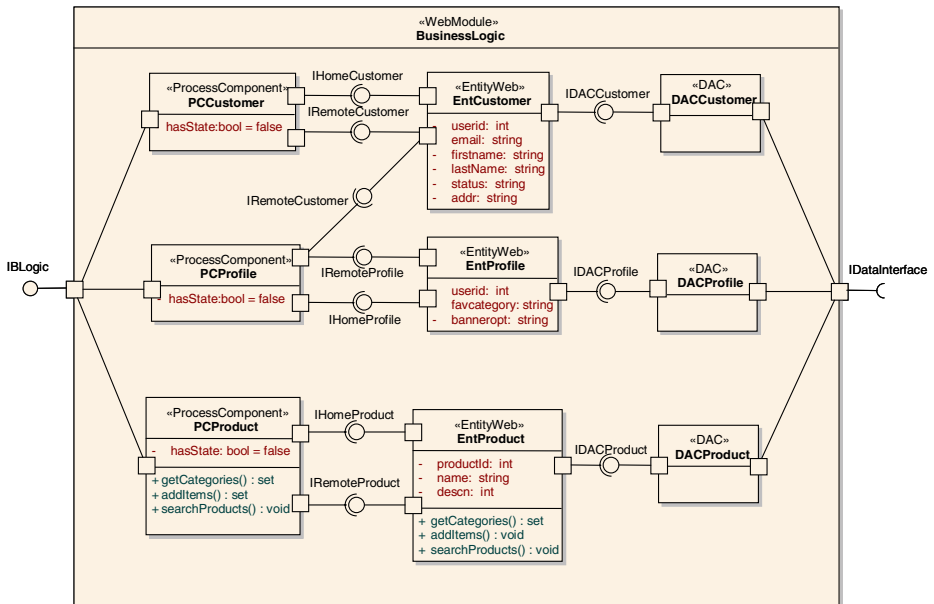 «WebModule»
BusinessLogic
«ProcessComponent»
PCCustomer
hasState:bool = false
IHomeCustomer
IRemoteCustomer
«EntityWeb»
EntCustomer
- userid: int
- email: string
- firstname: string
- lastName: string
- status: string
- addr: string
IDACCustomer
«DAC»
DACCustomer
IRemoteCustomer
IBLogic
«ProcessComponent»
PCProfile
- hasState:bool = false
IRemoteProfile
IHomeProfile
«EntityWeb»
EntProfile
userid: int
favcategory: string
- banneropt: string
IDACProfile
«DAC»
DACProfile
IDataInterface
«ProcessComponent»
PCProduct
- hasState: bool = false
+ getCategories() : set
+ addItems() : set
+ searchProducts() : void
IHomeProduct
IRemoteProduct
«EntityWeb»
EntProduct
- productId: int
- name: string
- descn: int
+ getCategories() : set
+ addItems() : void
+ searchProducts() : void
IDACProduct
«DAC»
DACProduct